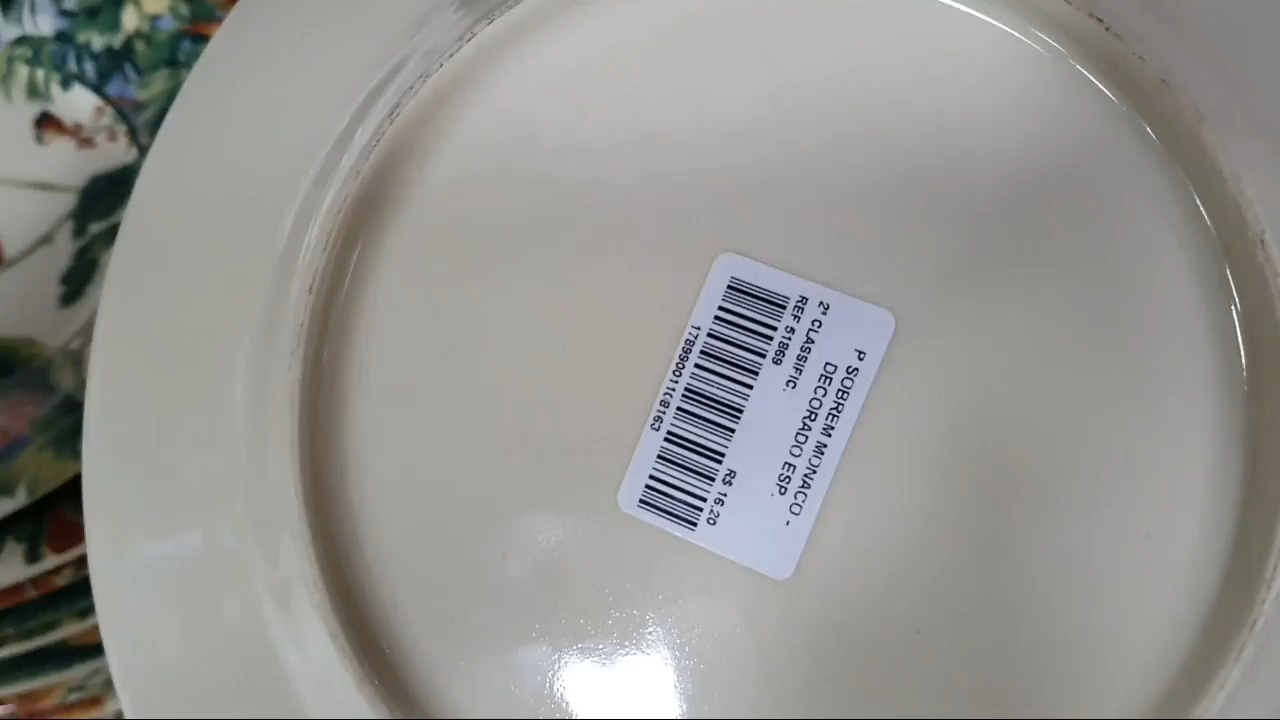 P SOBREM MONACO -
DECORADO ESP.
2ª CLASSIFIC.
REF 51869
R$ 16.20